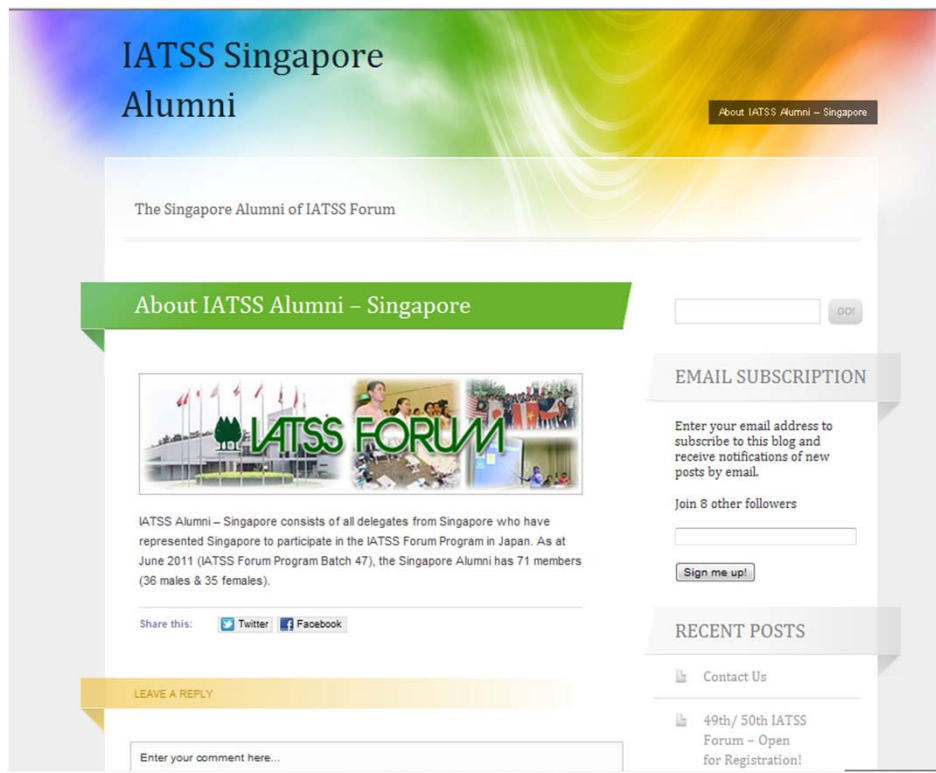 IATSS Singapore
Alumni
About IATSS Alumni – Singapore
The Singapore Alumni of IATSS Forum
About IATSS Alumni – Singapore
IATSS FORUM
IATSS Alumni – Singapore consists of all delegates from Singapore who have
represented Singapore to participate in the IATSS Forum Program in Japan. As at
June 2011 (IATSS Forum Program Batch 47), the Singapore Alumni has 71 members
(36 males & 35 females).
Share this: Twitter Facebook
LEAVE A REPLY
Enter your comment here...
GO!
EMAIL SUBSCRIPTION
Enter your email address to
subscribe to this blog and
receive notifications of new
posts by email.
Join 8 other followers
Sign me up!
RECENT POSTS
Contact Us
49th/ 50th IATSS
Forum – Open
for Registration!